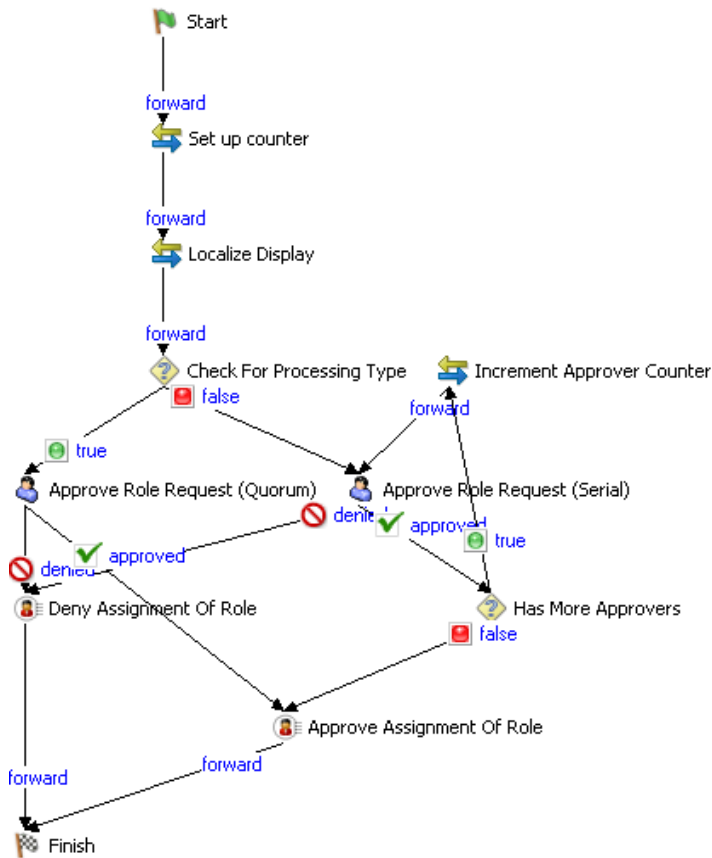 Start
forward
Set up counter
forward
Localize Display
forward
Check For Processing Type
Increment Approver Counter
false
forward
true
Approve Role Request (Quorum)
Approve Role Request (Serial)
denied
approved
true
approved
denied
Deny Assignment Of Role
Has More Approvers
false
Approve Assignment Of Role
forward
forward
Finish